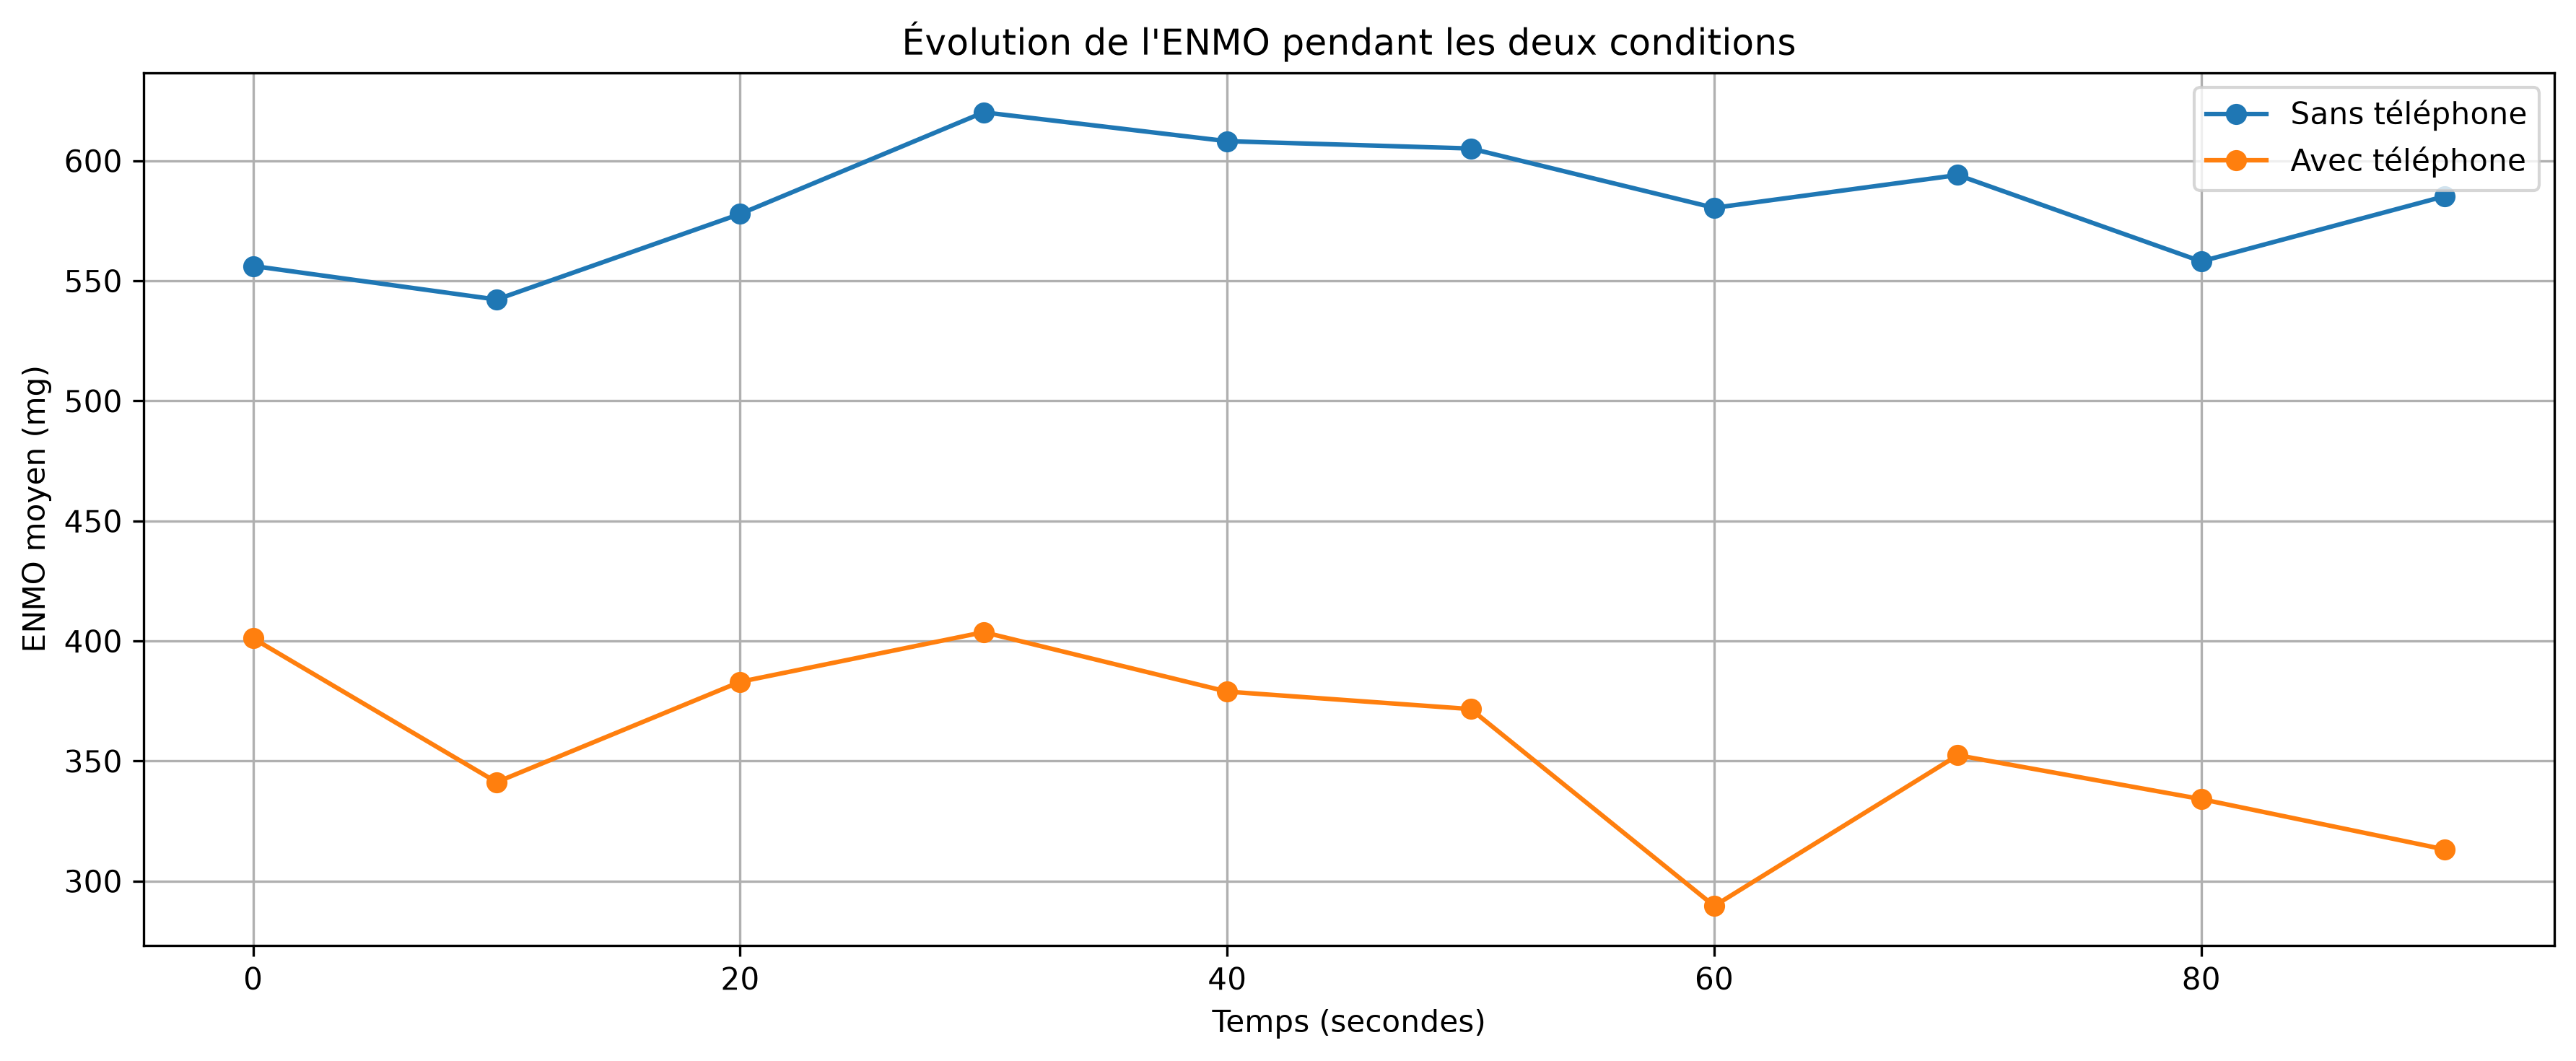 Évolution de l'ENMO pendant les deux conditions
Sans téléphone
Avec téléphone
ENMO moyen (mg)
600
550
500
450
400
350
300
0 20 40 60 80
Temps (secondes)